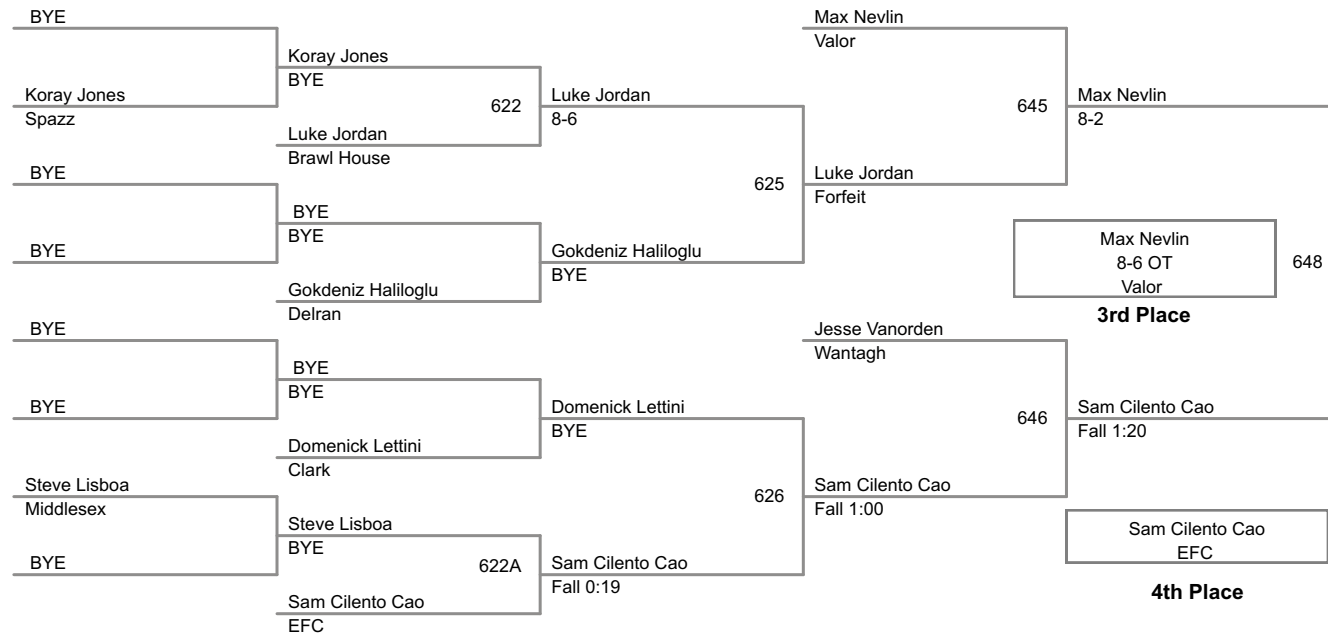 BYE
Koray Jones
Spazz
BYE
BYE
BYE
BYE
Steve Lisboa
Middlesex
BYE
Koray Jones
BYE
622
Luke Jordan
Brawl House
BYE
BYE
Gokdeniz Haliloglu
Delran
BYE
BYE
Domenick Lettini
Clark
Steve Lisboa
BYE
622A
Sam Cilento Cao
EFC
Luke Jordan
8-6
625
Gokdeniz Haliloglu
BYE
Domenick Lettini
BYE
626
Sam Cilento Cao
Fall 0:19
Max Nevlin
Valor
645
Luke Jordan
Forfeit
Jesse Vanorden
Wantagh
646
Sam Cilento Cao
Fall 1:00
Max Nevlin
8-2
Max Nevlin
8-6 OT
Valor
648
3rd Place
Sam Cilento Cao
Fall 1:20
Sam Cilento Cao
EFC
4th Place